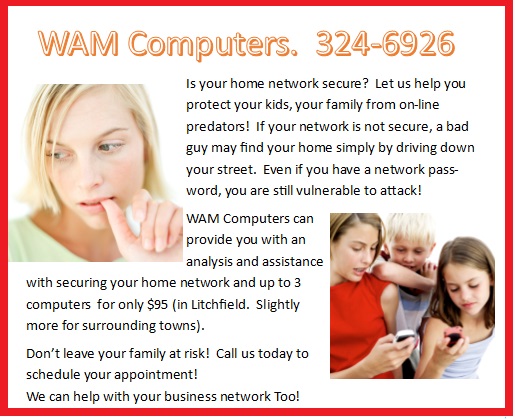 WAM Computers.  324-6926
Is your home network secure?  Let us help you
protect your kids, your family from on-line
predators!  If your network is not secure, a bad
guy may find your home simply by driving down
your street.  Even if you have a network pass-
word, you are still vulnerable to attack!
WAM Computers can
provide you with an
analysis and assistance
with securing your home network and up to 3
computers  for only $95 (in Litchfield.  Slightly
more for surrounding towns).
Don’t leave your family at risk!  Call us today to
schedule your appointment!
We can help with your business network Too!